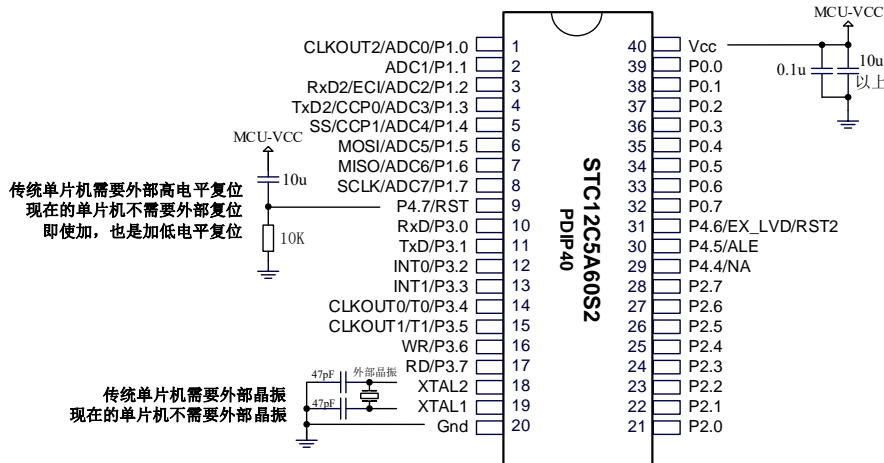 MCU-VCC
CLKOUT2/ADC0/P1.0 1 40 Vcc
ADC1/P1.1 2 39 P0.0 0.1u 10u
RxD2/ECI/ADC2/P1.2 3 38 P0.1 以上
TxD2/CCP0/ADC3/P1.3 4 37 P0.2
SS/CCP1/ADC4/P1.4 5 36 P0.3
MCU-VCC
MOSI/ADC5/P1.5 6 35 P0.4
MISO/ADC6/P1.6 7 34 P0.5
10u
SCLK/ADC7/P1.7 8 33 P0.6
传统单片机需要外部高电平复位
P4.7/RST 9 32 P0.7
现在的单片机不需要外部复位
RxD/P3.0 10 31 P4.6/EX_LVD/RST2
即使加，也是加低电平复位
10K
TxD/P3.1 11 30 P4.5/ALE
INT0/P3.2 12 29 P4.4/NA
INT1/P3.3 13 28 P2.7
CLKOUT0/T0/P3.4 14 27 P2.6
CLKOUT1/T1/P3.5 15 26 P2.5
WR/P3.6 16 25 P2.4
RD/P3.7 17 24 P2.3
47pF 外部晶振
XTAL2 18 23 P2.2
传统单片机需要外部晶振
47pF
XTAL1 19 22 P2.1
现在的单片机不需要外部晶振
Gnd 20 21 P2.0
STC12C5A60S2
PDIP40